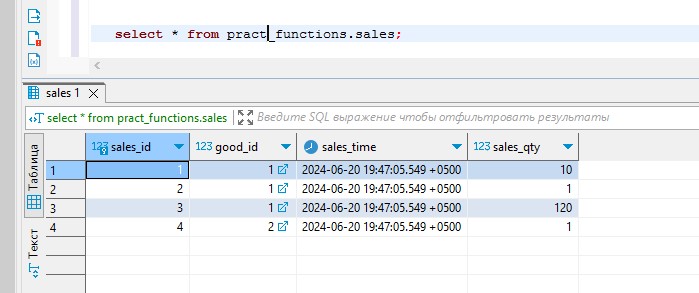 select * from pract_functions.sales;
sales 1
select * from pract_functions.sales Введите SQL выражение чтобы отфильтровать результаты
Таблица
Текст
123 sales_id 123 good_id sales_time 123 sales_qty
1 1 1 2024-06-20 19:47:05.549 +0500 10
2 2 1 2024-06-20 19:47:05.549 +0500 1
3 3 1 2024-06-20 19:47:05.549 +0500 120
4 4 2 2024-06-20 19:47:05.549 +0500 1